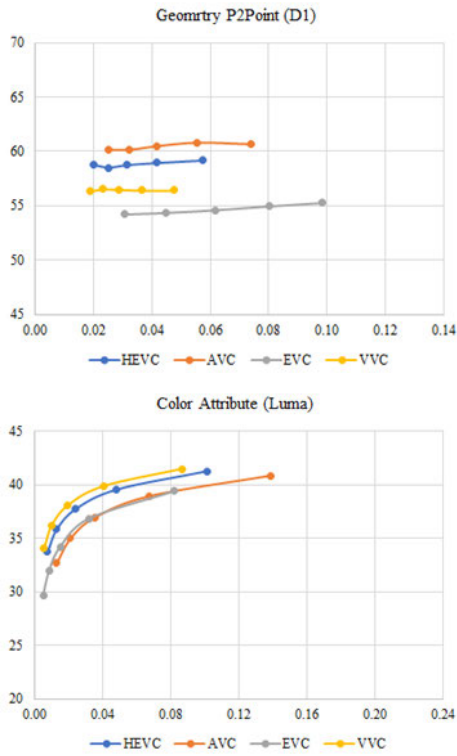 Geomrtry P2Point (D1)
70
65
60
55
50
45
0.00 0.02 0.04 0.06 0.08 0.10 0.12 0.14
HEVC AVC EVC VVC
Color Attribute (Luma)
45
40
35
30
25
20
0.00 0.04 0.08 0.12 0.16 0.20 0.24
HEVC AVC EVC VVC